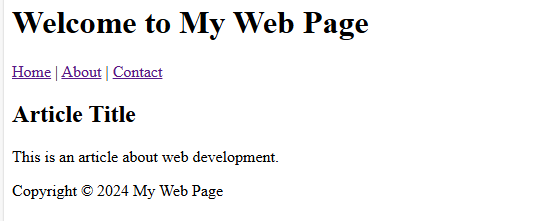 Welcome to My Web Page
Home | About | Contact
Article Title
This is an article about web development.
Copyright © 2024 My Web Page